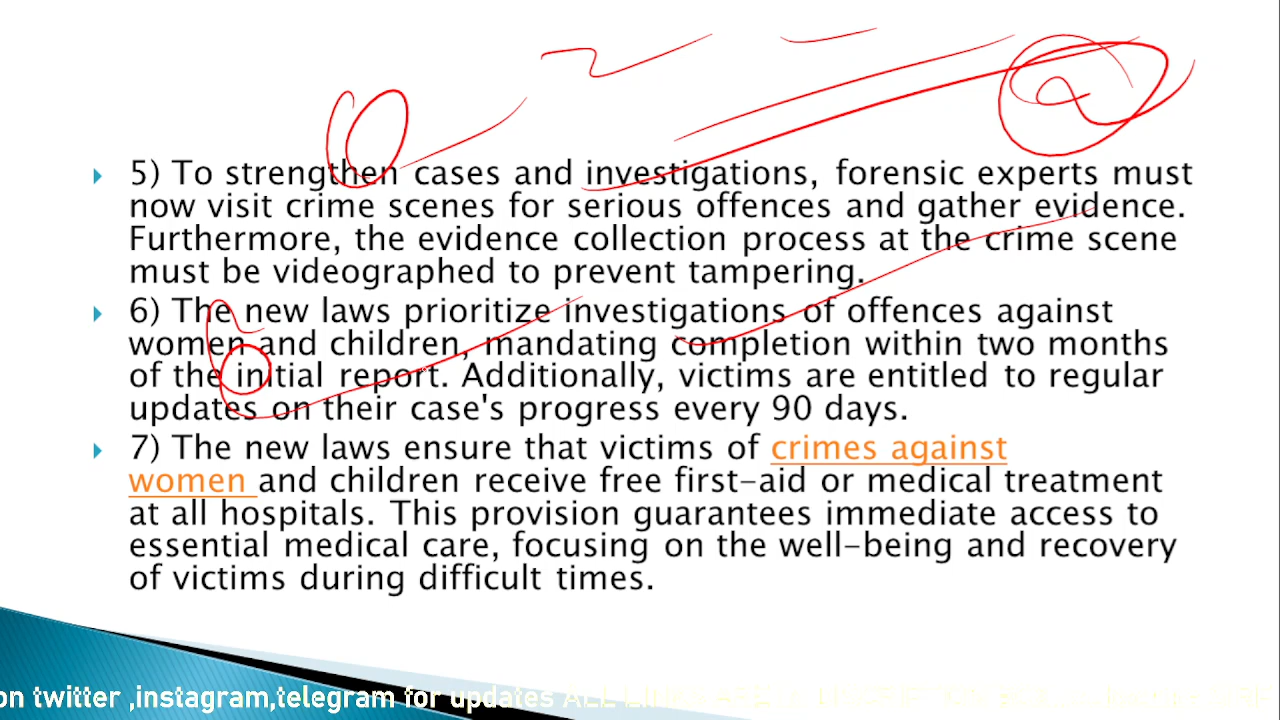 5) To strengthen cases and investigations, forensic experts must
now visit crime scenes for serious offences and gather evidence.
Furthermore, the evidence collection process at the crime scene
must be videographed to prevent tampering.
6) The new laws prioritize investigations of offences against
women and children, mandating completion within two months
of the initial report. Additionally, victims are entitled to regular
updates on their case's progress every 90 days.
7) The new laws ensure that victims of crimes against
women and children receive free first-aid or medical treatment
at all hospitals. This provision guarantees immediate access to
essential medical care, focusing on the well-being and recovery
of victims during difficult times.
on twitter ,instagram,telegram for updates ALL LINKS